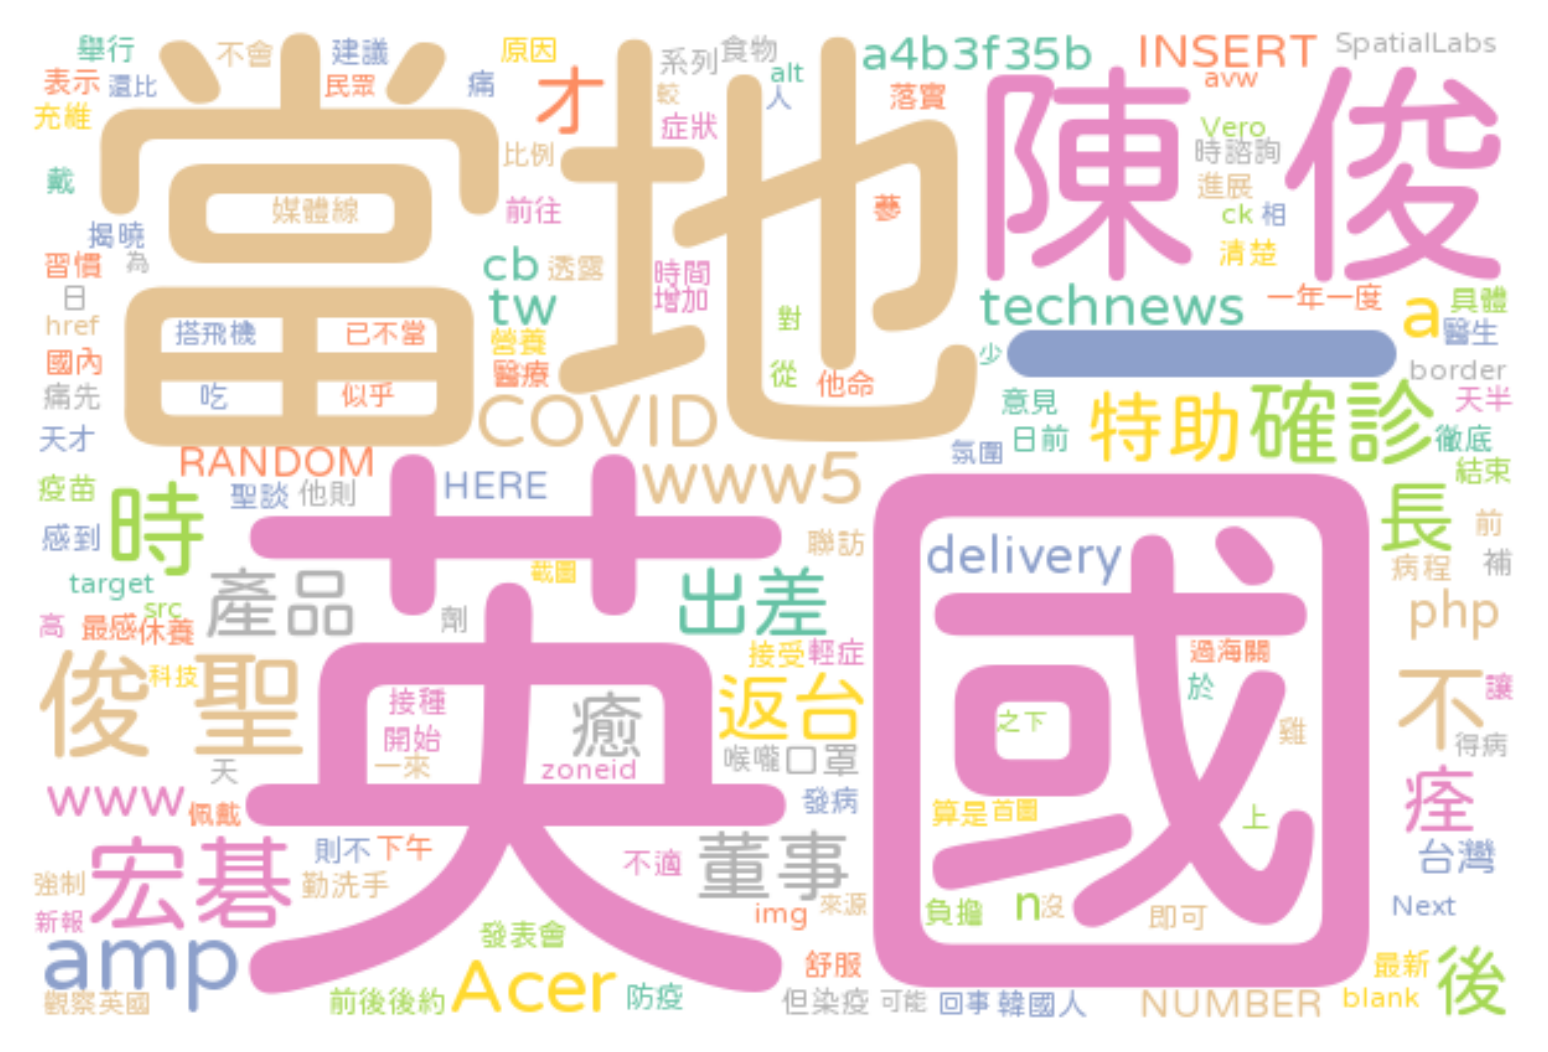 舉行 不會 建議 原因 系列 食物 a4b3f35b INSERT SpatialLabs
表示 還比 民眾 痛 才 較 alt 人 落實 avw
充維 當地 陳俊
比例 症狀 Vero
時諮詢
戴 媒體線 前往 蔘 進展
ck 相
揭曉 清楚
習慣 為 cb 透露 時間
日 tw 增加 technews 一年一度 a 具體
href 搭飛機 已不當 營養 對 一 醫生
國內 醫療 從 他命 少 border
痛先 吃 似乎 COVID 意見 特助 確診 天半
天才 日前 徹底
RANDOM HERE www5 氛圍 結束
疫苗 時 聖談 他則 長 前
感到 英國 聯訪 delivery 病程 補
target 產品 截圖 出差 php
src 劑
高 最感 休養 接受 輕症 過海關
俊聖 科技 接種 癒 返台 於 不 讓
開始 之下 雞 得病
天 一來 zoneid 喉嚨 口罩 痊
www 佩戴 發病 算是 首圖 上
宏碁 則不 下午 不適 董事 台灣
強制 勤洗手
新報 img 來源 負擔 n 沒 即可 Next
amp 發表會 舒服 最新 後
觀察英國 前後後約 Acer 防疫 但染疫 可能 回事 韓國人 NUMBER blank